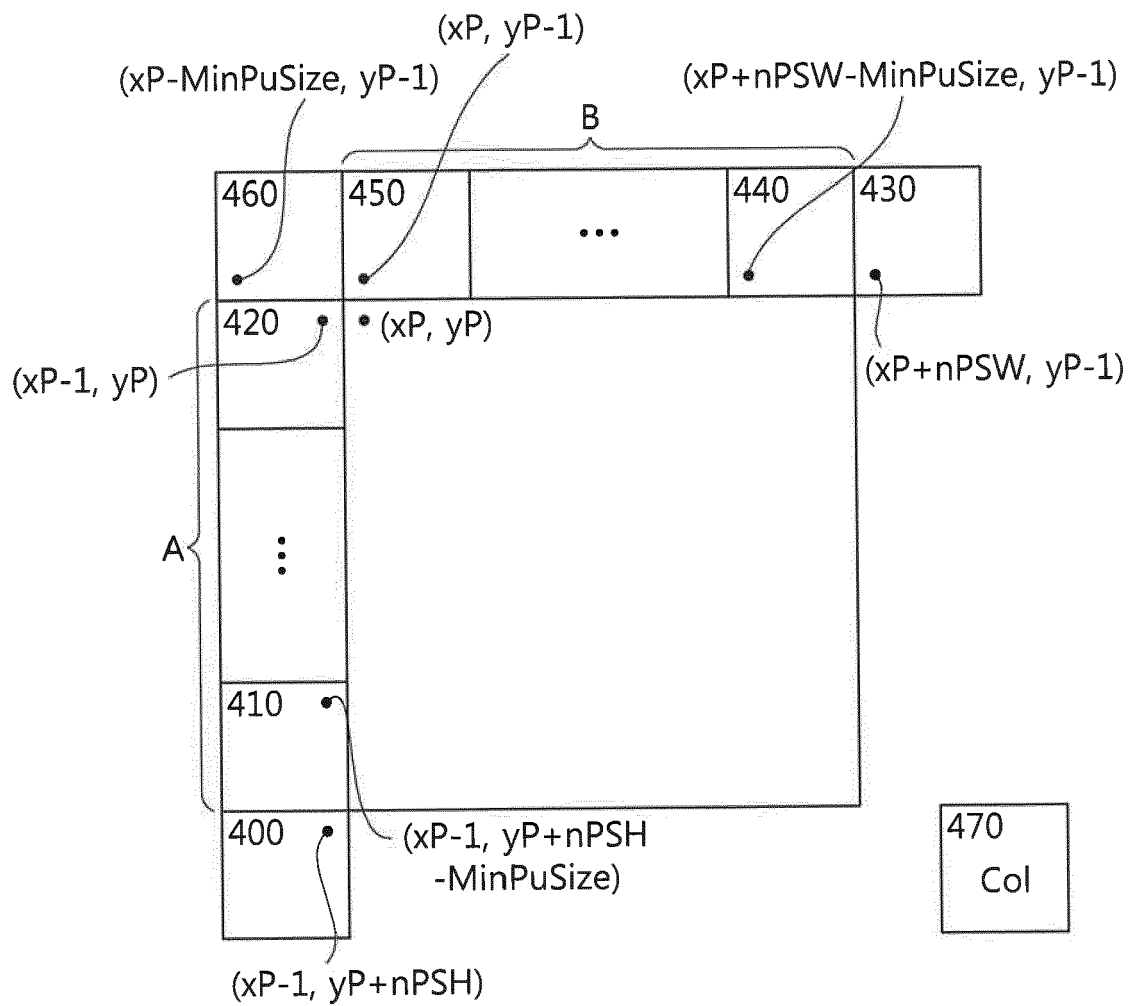 (xP, yP-1)
(xP-MinPuSize, yP-1)
(xP+nPSW-MinPuSize, yP-1)
B
460
450
...
440
430
420
(xP, yP)
(xP-1, yP)
(xP+nPSW, yP-1)
A
...
410
400
(xP-1, yP+nPSH
-MinPuSize)
470
Col
(xP-1, yP+nPSH)